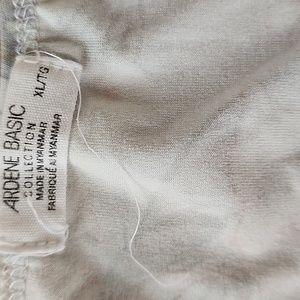 ARDENE BASIC
COLLECTION
MADE IN MYANMAR
FABRIQUÉ AU MYANMAR
XL/TG